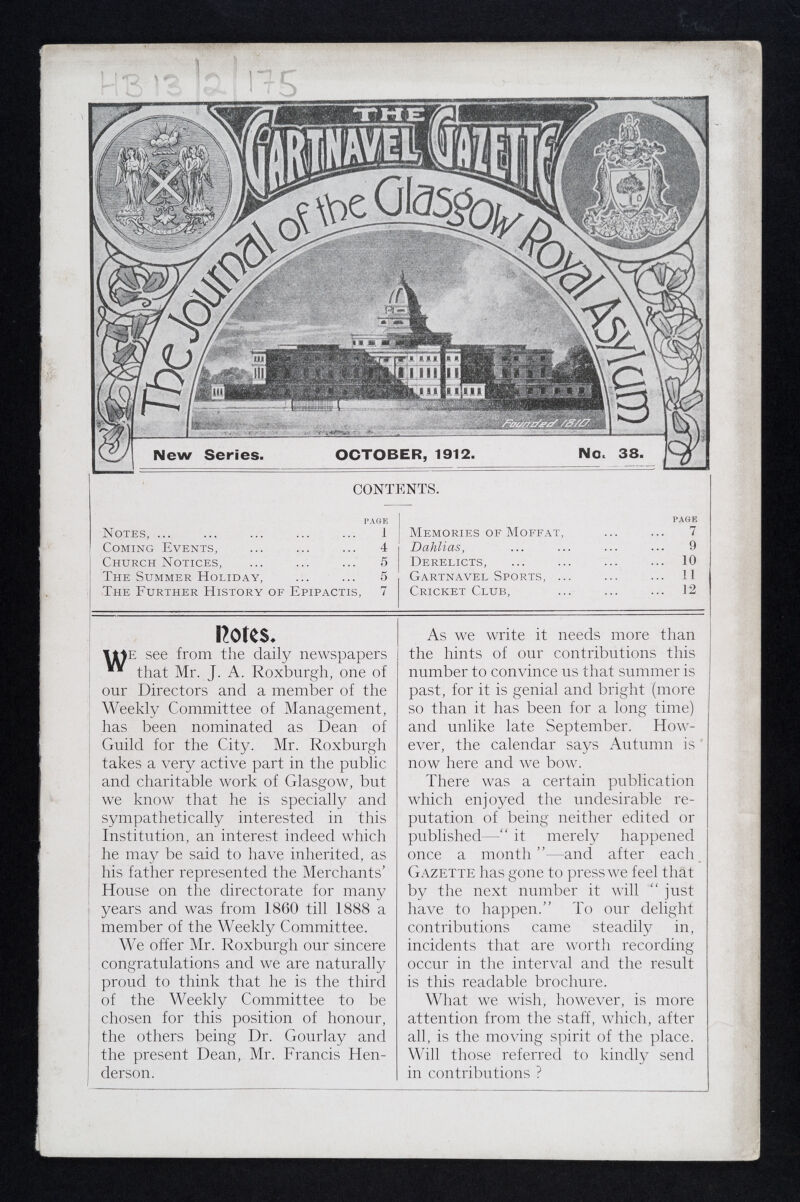 HB 13 | 2 | 175
THE
GARTNAVEL GAZETTE
The Journal of the Glasgow Royal Asylum
Founded 1810.
New Series. OCTOBER, 1912. No. 38.
CONTENTS.
PAGE
NOTES, ... ... ... ... ... ... 1
COMING EVENTS, ... ... ... 4
CHURCH NOTICES, ... ... ... 5
THE SUMMER HOLIDAY, ... ... 5
THE FURTHER HISTORY OF EPIPACTIS, 7
PAGE
MEMORIES OF MOFFAT, ... ... 7
Dahlias, ... ... ... ... 9
DERELICTS, ... ... ... ... 10
GARTNAVEL SPORTS, ... ... ... 11
CRICKET CLUB, ... ... ... 12
Notes.
WE see from the daily newspapers
that Mr. J. A. Roxburgh, one of
our Directors and a member of the
Weekly Committee of Management,
has been nominated as Dean of
Guild for the City. Mr. Roxburgh
takes a very active part in the public
and charitable work of Glasgow, but
we know that he is specially and
sympathetically interested in this
Institution, an interest indeed which
he may be said to have inherited, as
his father represented the Merchants'
House on the directorate for many
years and was from 1860 till 1888 a
member of the Weekly Committee.
We offer Mr. Roxburgh our sincere
congratulations and we are naturally
proud to think that he is the third
of the Weekly Committee to be
chosen for this position of honour,
the others being Dr. Gourlay and
the present Dean, Mr. Francis Hen-
derson.
As we write it needs more than
the hints of our contributions this
number to convince us that summer is
past, for it is genial and bright (more
so than it has been for a long time)
and unlike late September. How-
ever, the calendar says Autumn is
now here and we bow.
There was a certain publication
which enjoyed the undesirable re-
putation of being neither edited or
published—“ it merely happened
once a month ”—and after each
GAZETTE has gone to press we feel that
by the next number it will “ just
have to happen.” To our delight
contributions came steadily in,
incidents that are worth recording
occur in the interval and the result
is this readable brochure.
What we wish, however, is more
attention from the staff, which, after
all, is the moving spirit of the place.
Will those referred to kindly send
in contributions ?